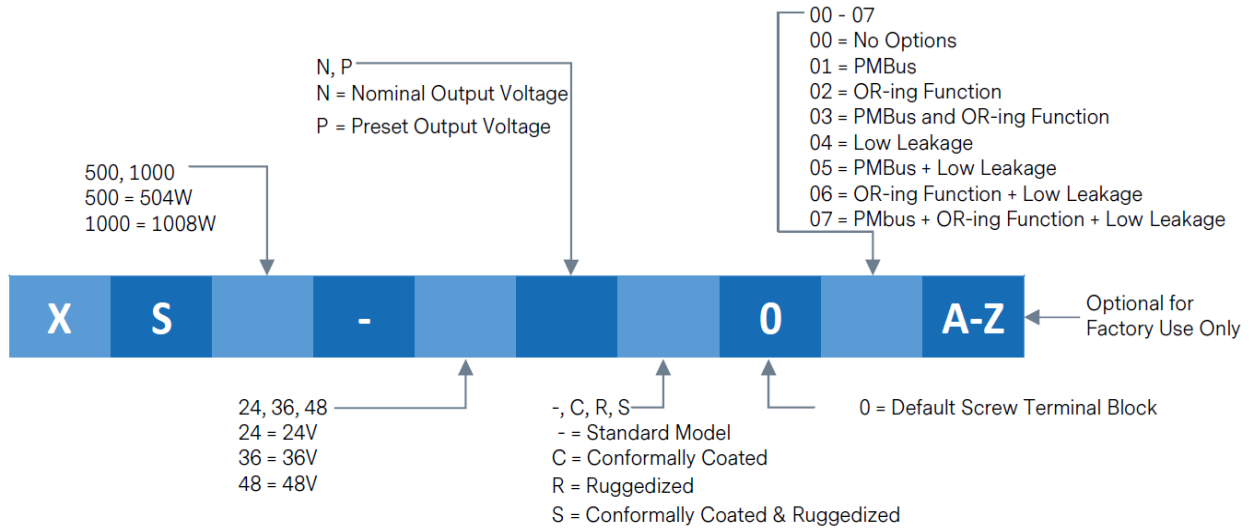 00 - 07
00 = No Options
01 = PMBus
02 = OR-ing Function
03 = PMBus and OR-ing Function
04 = Low Leakage
05 = PMBus + Low Leakage
06 = OR-ing Function + Low Leakage
07 = PMbus + OR-ing Function + Low Leakage
N, P
N = Nominal Output Voltage
P = Preset Output Voltage
500, 1000
500 = 504W
1000 = 1008W
X S - 0 A-Z
Optional for
Factory Use Only
24, 36, 48
24 = 24V
36 = 36V
48 = 48V
-, C, R, S
- = Standard Model
C = Conformally Coated
R = Ruggedized
S = Conformally Coated & Ruggedized
0 = Default Screw Terminal Block